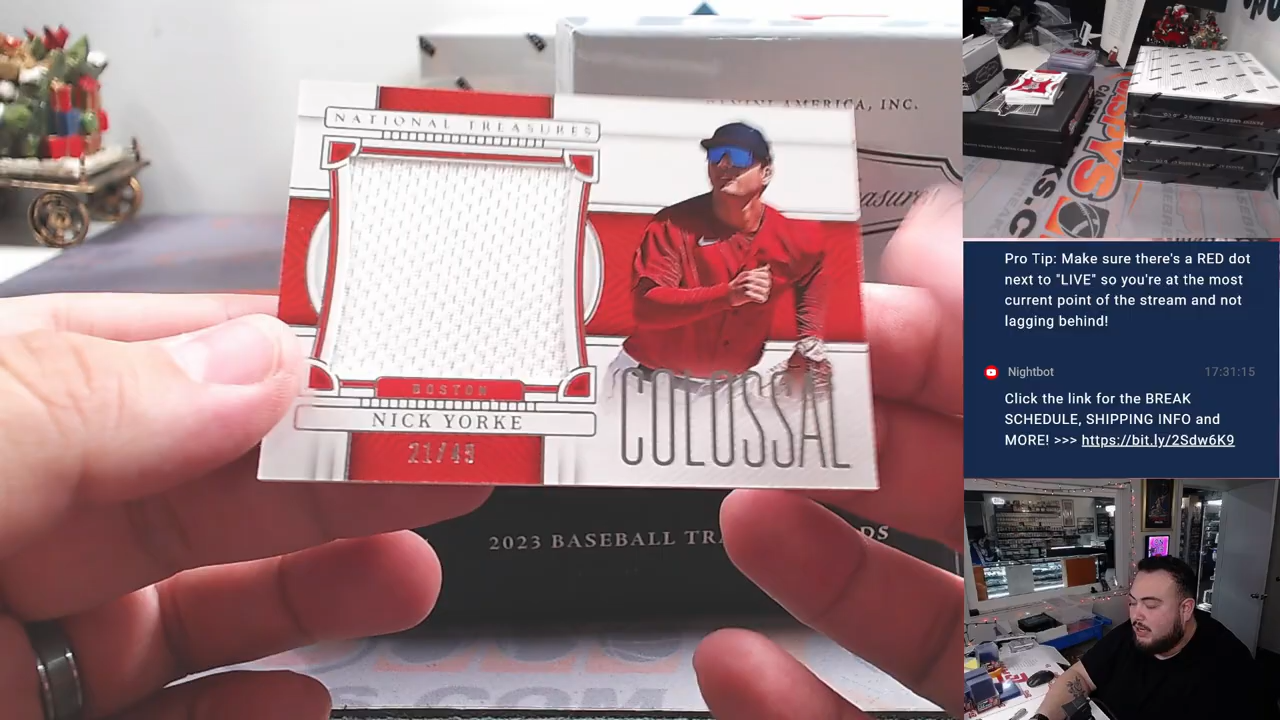 PANINI AMERICA, INC.
NATIONAL TREASURES
BOSTON
NICK YORKE
21/49
COLOSSAL
2023 BASEBALL
Pro Tip: Make sure there's a RED dot
next to "LIVE" so you're at the most
current point of the stream and not
lagging behind!
Nightbot 17:31:15
Click the link for the BREAK
SCHEDULE, SHIPPING INFO and
MORE! >>> https://bit.ly/2Sdw6K9